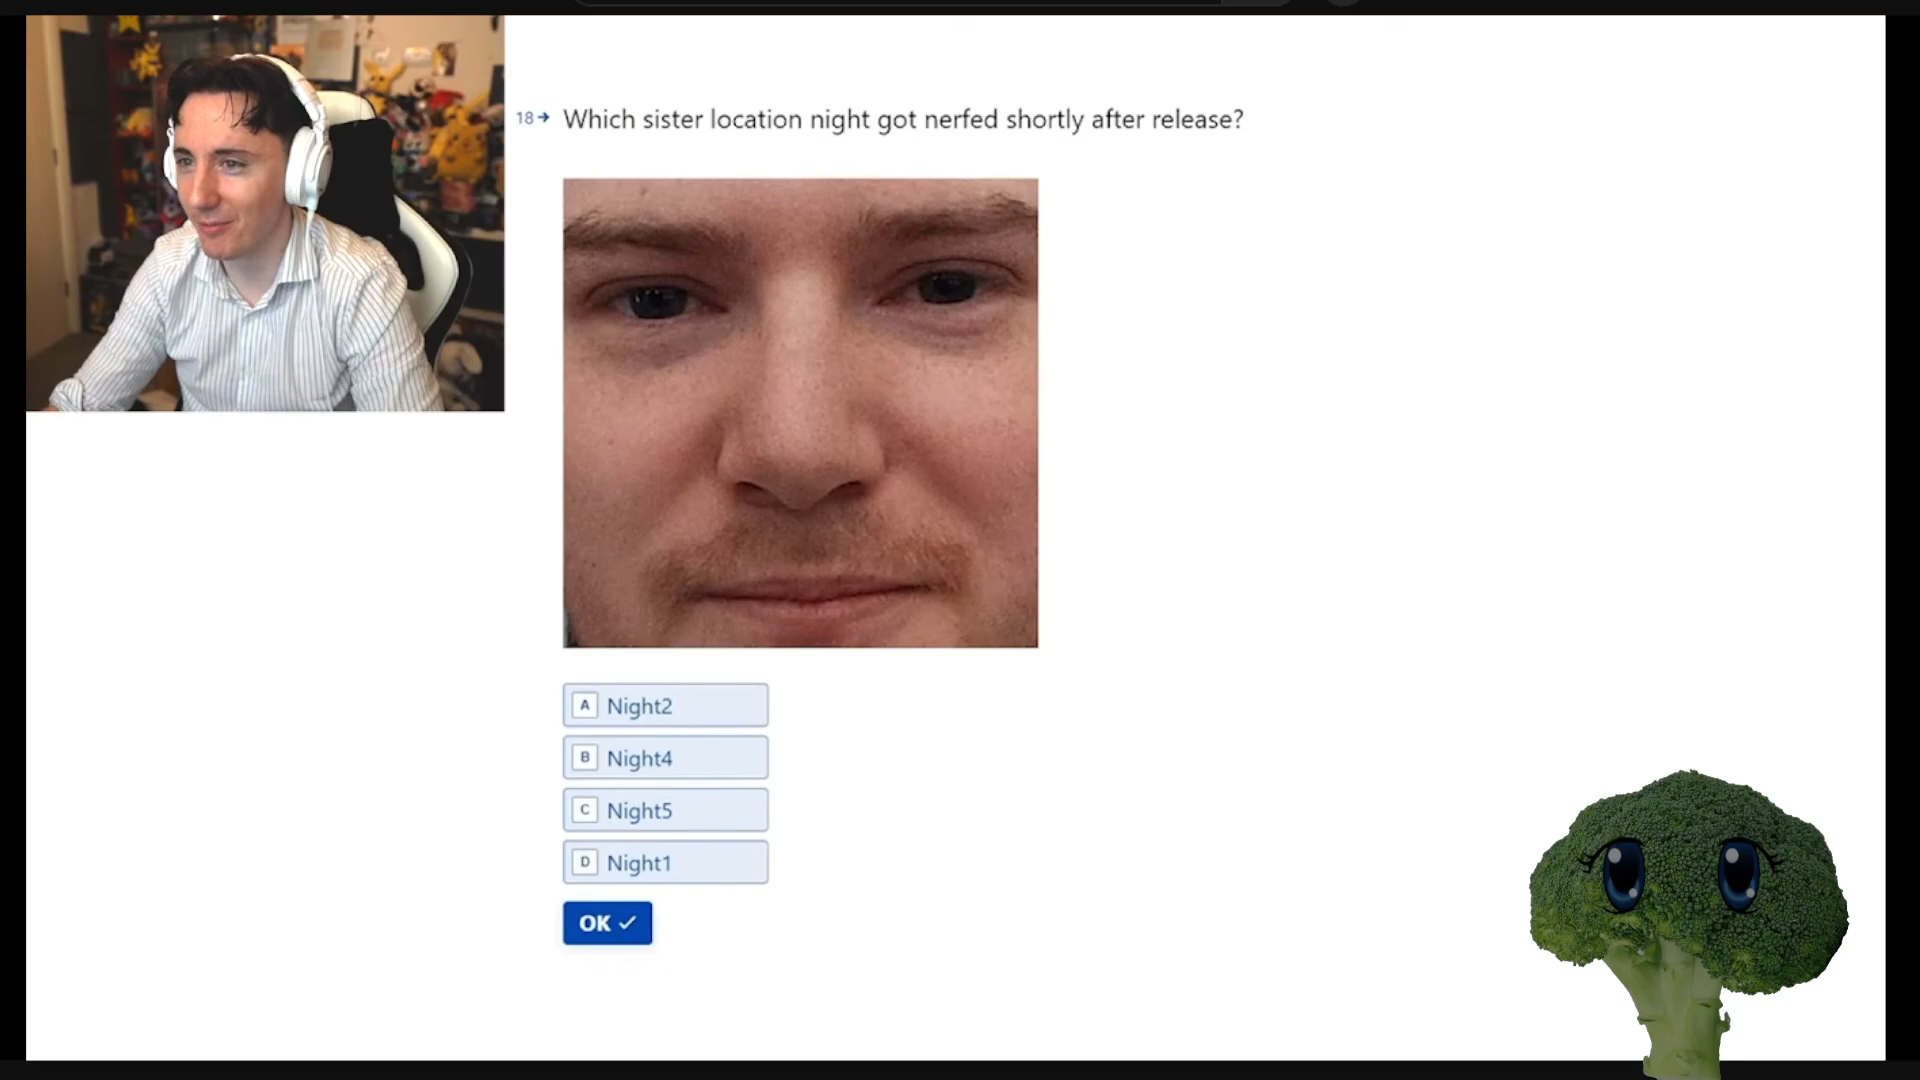 18 Which sister location night got nerfed shortly after release?
A Night2
B Night4
C Night5
D Night1
OK